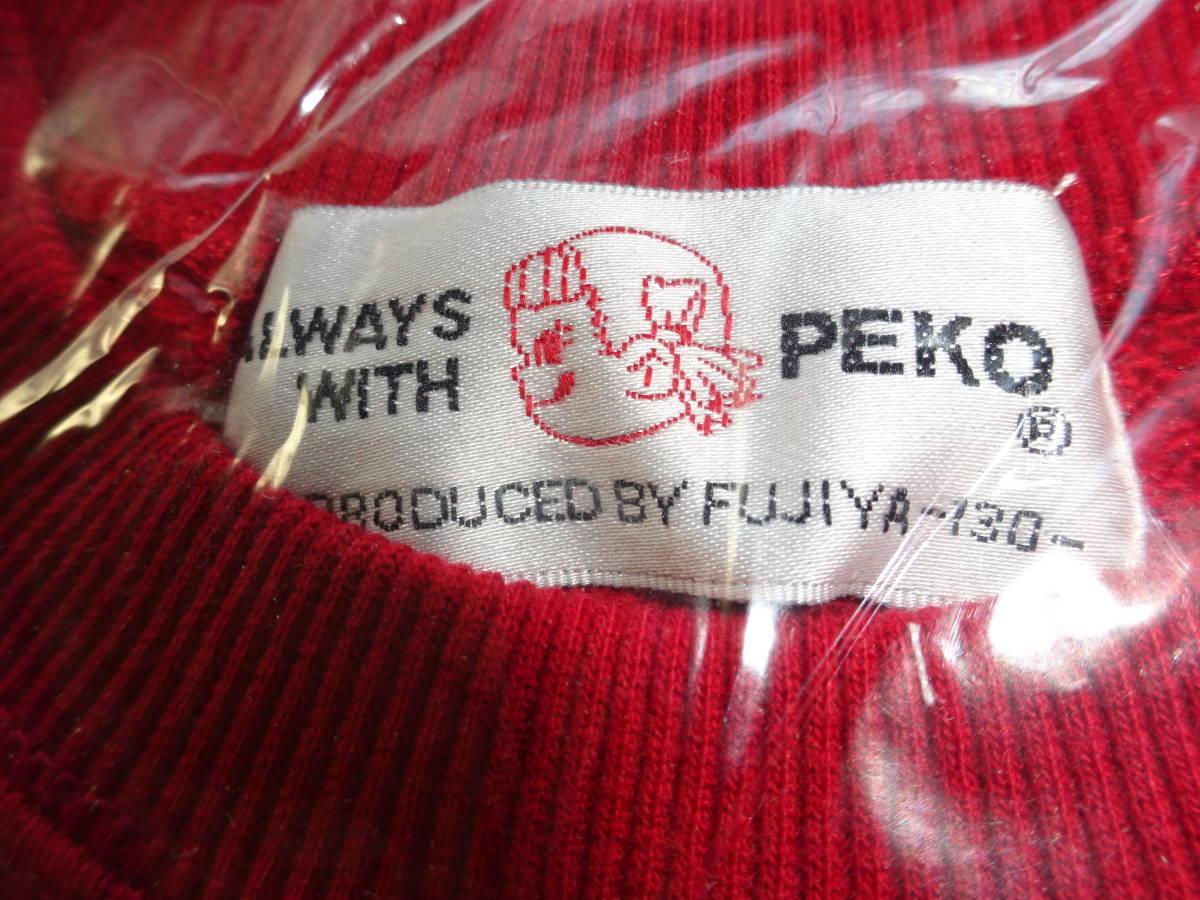 ALWAYS
WITH
PEKO
®
PRODUCED BY FUJIYA -130-